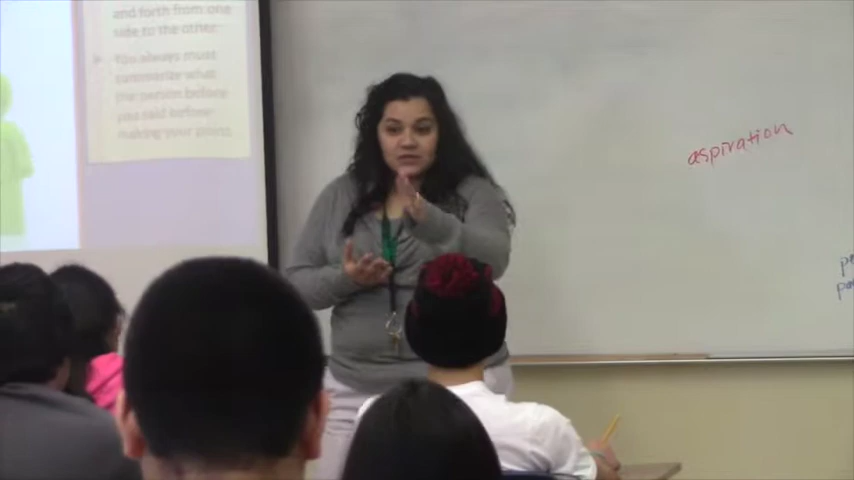 and forth from one
side to the other.
You always must
summarize what
the person before
you said before
making your point.
aspiration